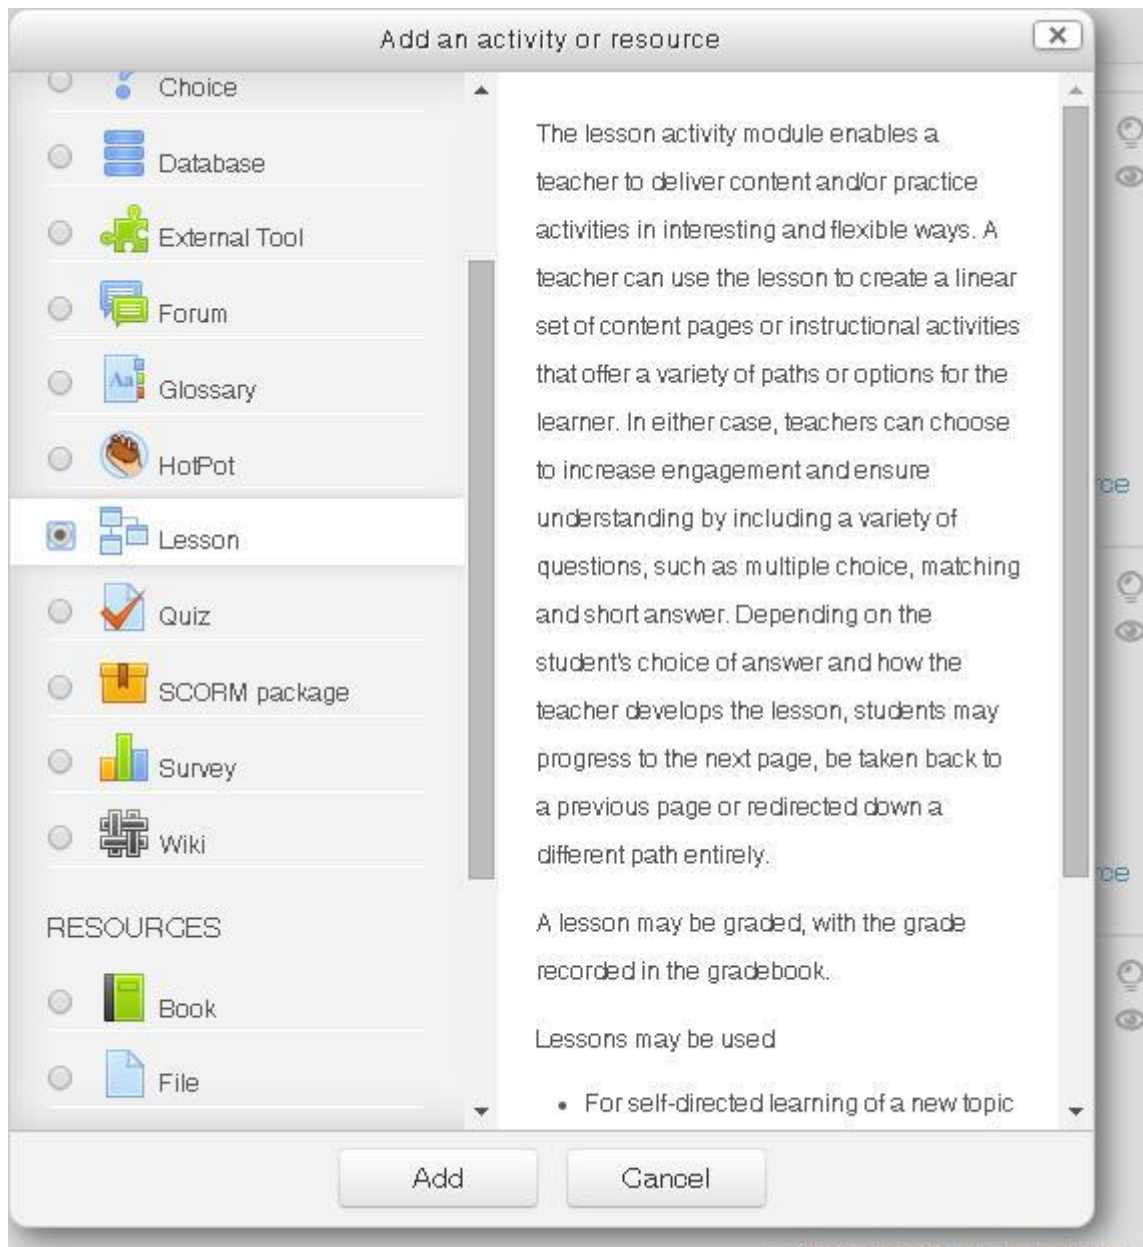 Add an activity or resource
Choice
Database
External Tool
Forum
Glossary
HotPot
Lesson
Quiz
SCORM package
Survey
Wiki
RESOURCES
Book
File
The lesson activity module enables a
teacher to deliver content and/or practice
activities in interesting and flexible ways. A
teacher can use the lesson to create a linear
set of content pages or instructional activities
that offer a variety of paths or options for the
learner. In either case, teachers can choose
to increase engagement and ensure
understanding by including a variety of
questions, such as multiple choice, matching
and short answer. Depending on the
student's choice of answer and how the
teacher develops the lesson, students may
progress to the next page, be taken back to
a previous page or redirected down a
different path entirely.
A lesson may be graded, with the grade
recorded in the gradebook.
Lessons may be used
• For self-directed learning of a new topic
Add
Cancel
rce
rce